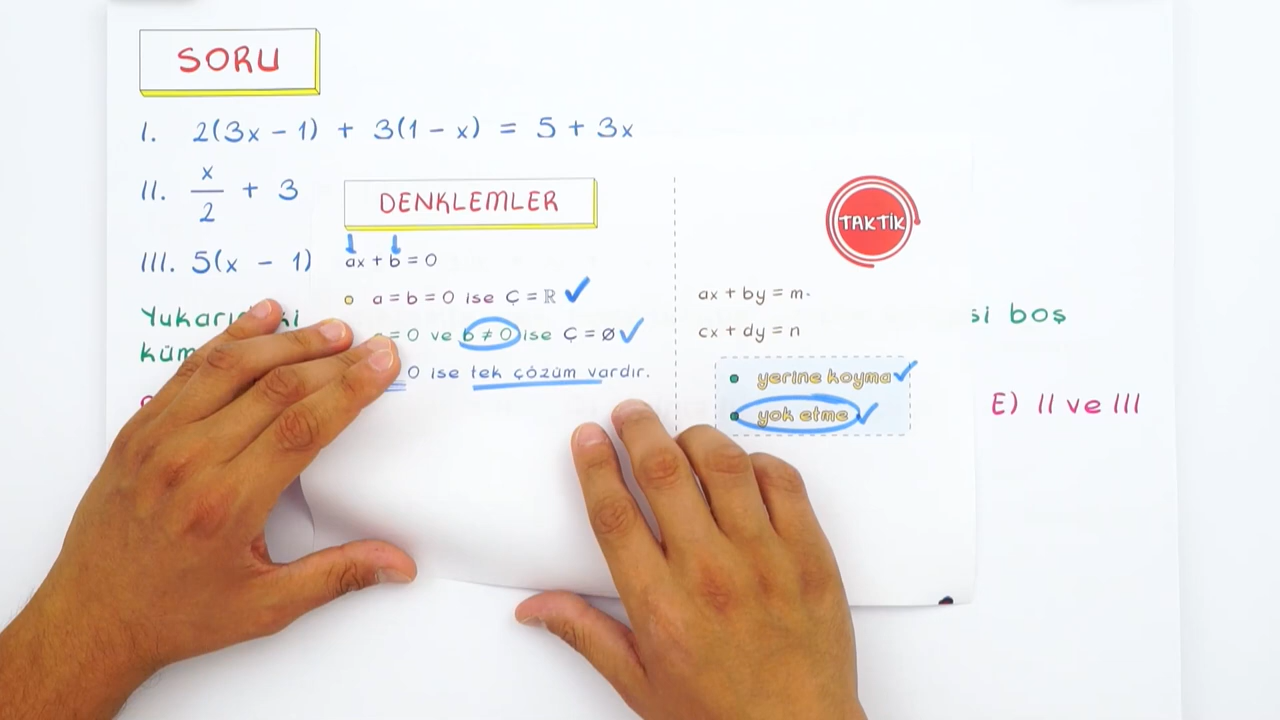 SORU
I. 2(3x - 1) + 3(1 - x) = 5 + 3x
II. x/2 + 3
III. 5(x - 1)
DENKLEMLER
ax + b = 0
a = b = 0 ise Ç = ℝ
= 0 ve b ≠ 0 ise Ç = ∅
0 ise tek çözüm vardır.
TAKTİK
ax + by = m
cx + dy = n
yerine koyma
yok etme
si boş
E) II ve III